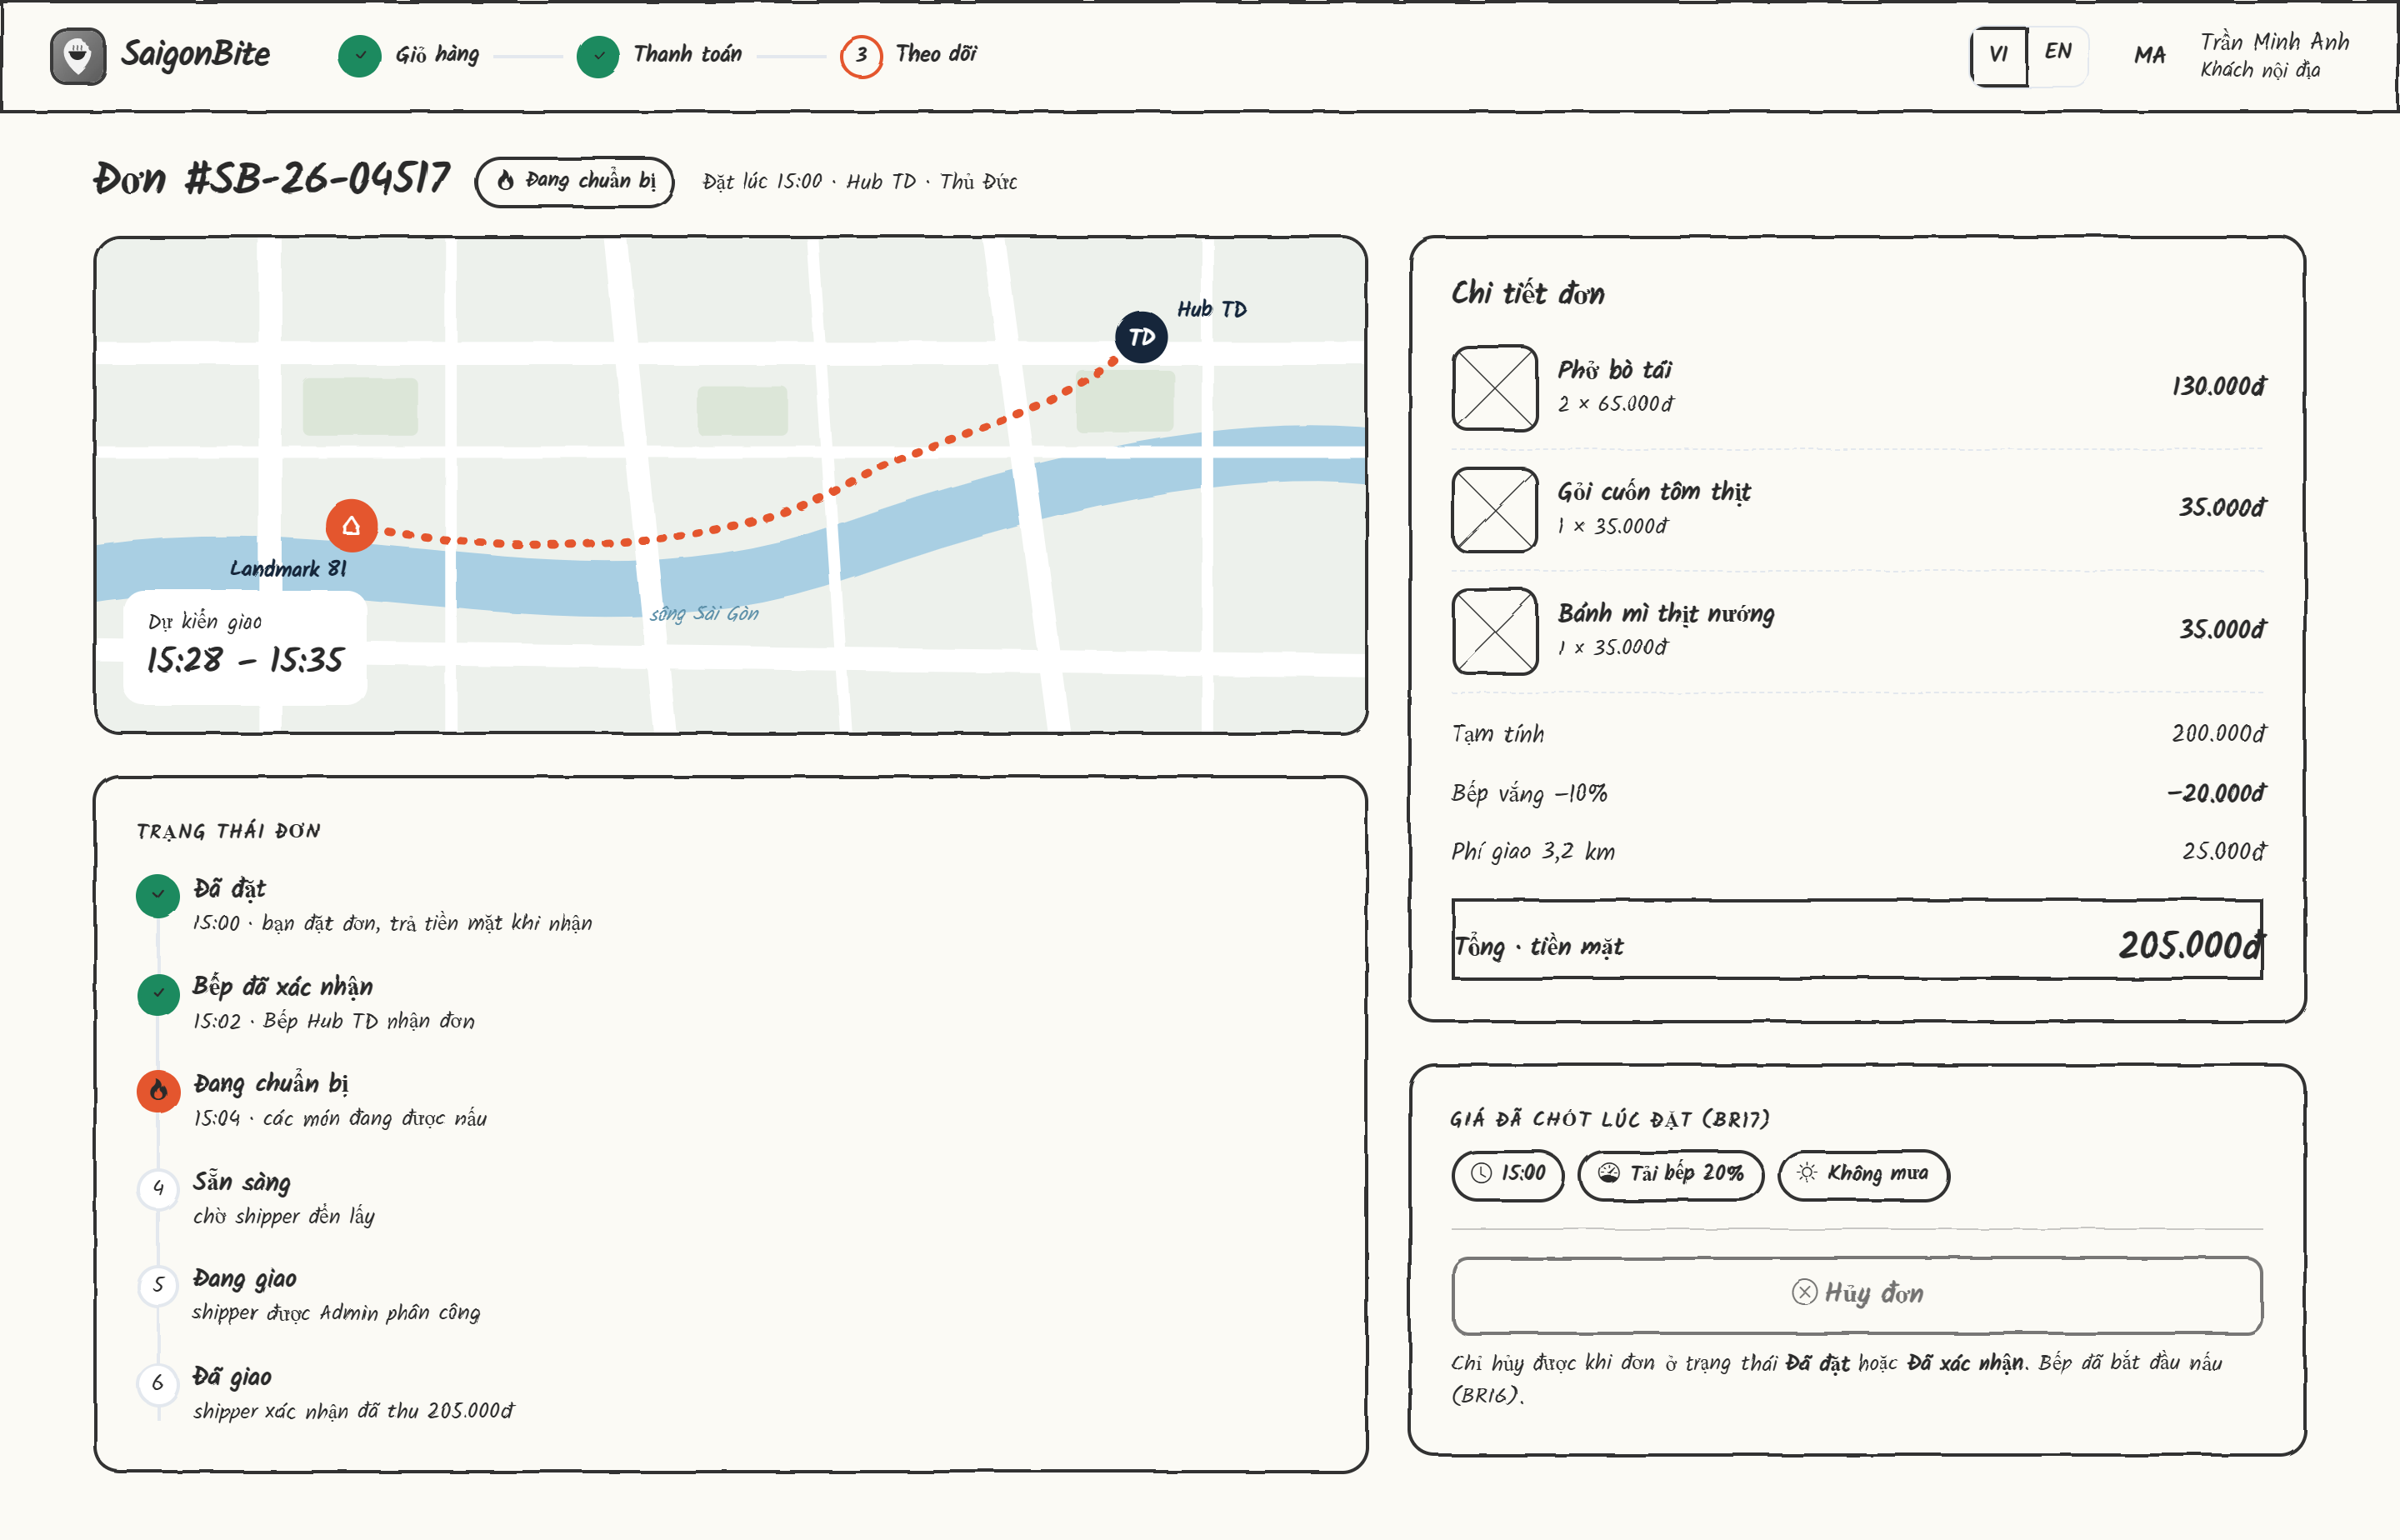 SaigonBite
Giỏ hàng
Thanh toán
3 Theo dõi
VI EN
MA
Trần Minh Anh
Khách nội địa
Đơn #SB-26-04517
Đang chuẩn bị
Đặt lúc 15:00 · Hub TD · Thủ Đức
Hub TD
TD
Landmark 81
sông Sài Gòn
Dự kiến giao
15:28 – 15:35
TRẠNG THÁI ĐƠN
Đã đặt
15:00 · bạn đặt đơn, trả tiền mặt khi nhận
Bếp đã xác nhận
15:02 · Bếp Hub TD nhận đơn
Đang chuẩn bị
15:04 · các món đang được nấu
4 Sẵn sàng
chờ shipper đến lấy
5 Đang giao
shipper được Admin phân công
6 Đã giao
shipper xác nhận đã thu 205.000đ
Chi tiết đơn
Phở bò tái
2 × 65.000đ
130.000đ
Gỏi cuốn tôm thịt
1 × 35.000đ
35.000đ
Bánh mì thịt nướng
1 × 35.000đ
35.000đ
Tạm tính 200.000đ
Bếp vắng −10% −20.000đ
Phí giao 3,2 km 25.000đ
Tổng · tiền mặt 205.000đ
GIÁ ĐÃ CHỐT LÚC ĐẶT (BR17)
15:00 Tải bếp 20% Không mưa
Hủy đơn
Chỉ hủy được khi đơn ở trạng thái Đã đặt hoặc Đã xác nhận. Bếp đã bắt đầu nấu
(BR16).